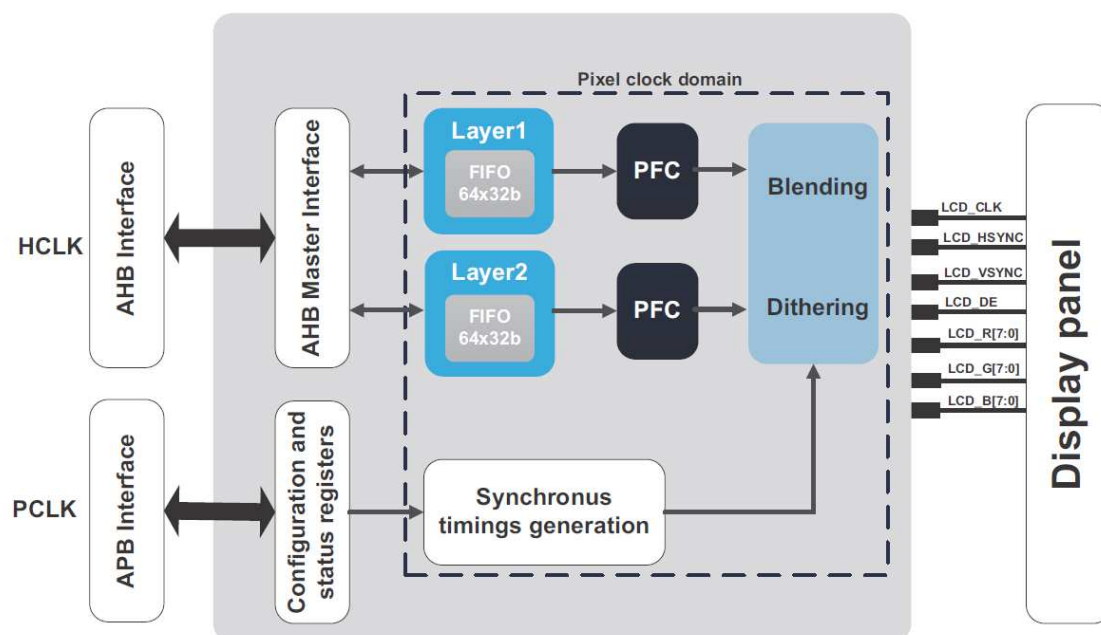 Pixel clock domain
HCLK
AHB Interface
AHB Master Interface
Layer1
FIFO
64x32b
PFC
Layer2
FIFO
64x32b
PFC
Blending
Dithering
LCD_CLK
LCD_HSYNC
LCD_VSYNC
LCD_DE
LCD_R[7:0]
LCD_G[7:0]
LCD_B[7:0]
Display panel
PCLK
APB Interface
Configuration and
status registers
Synchronus
timings generation